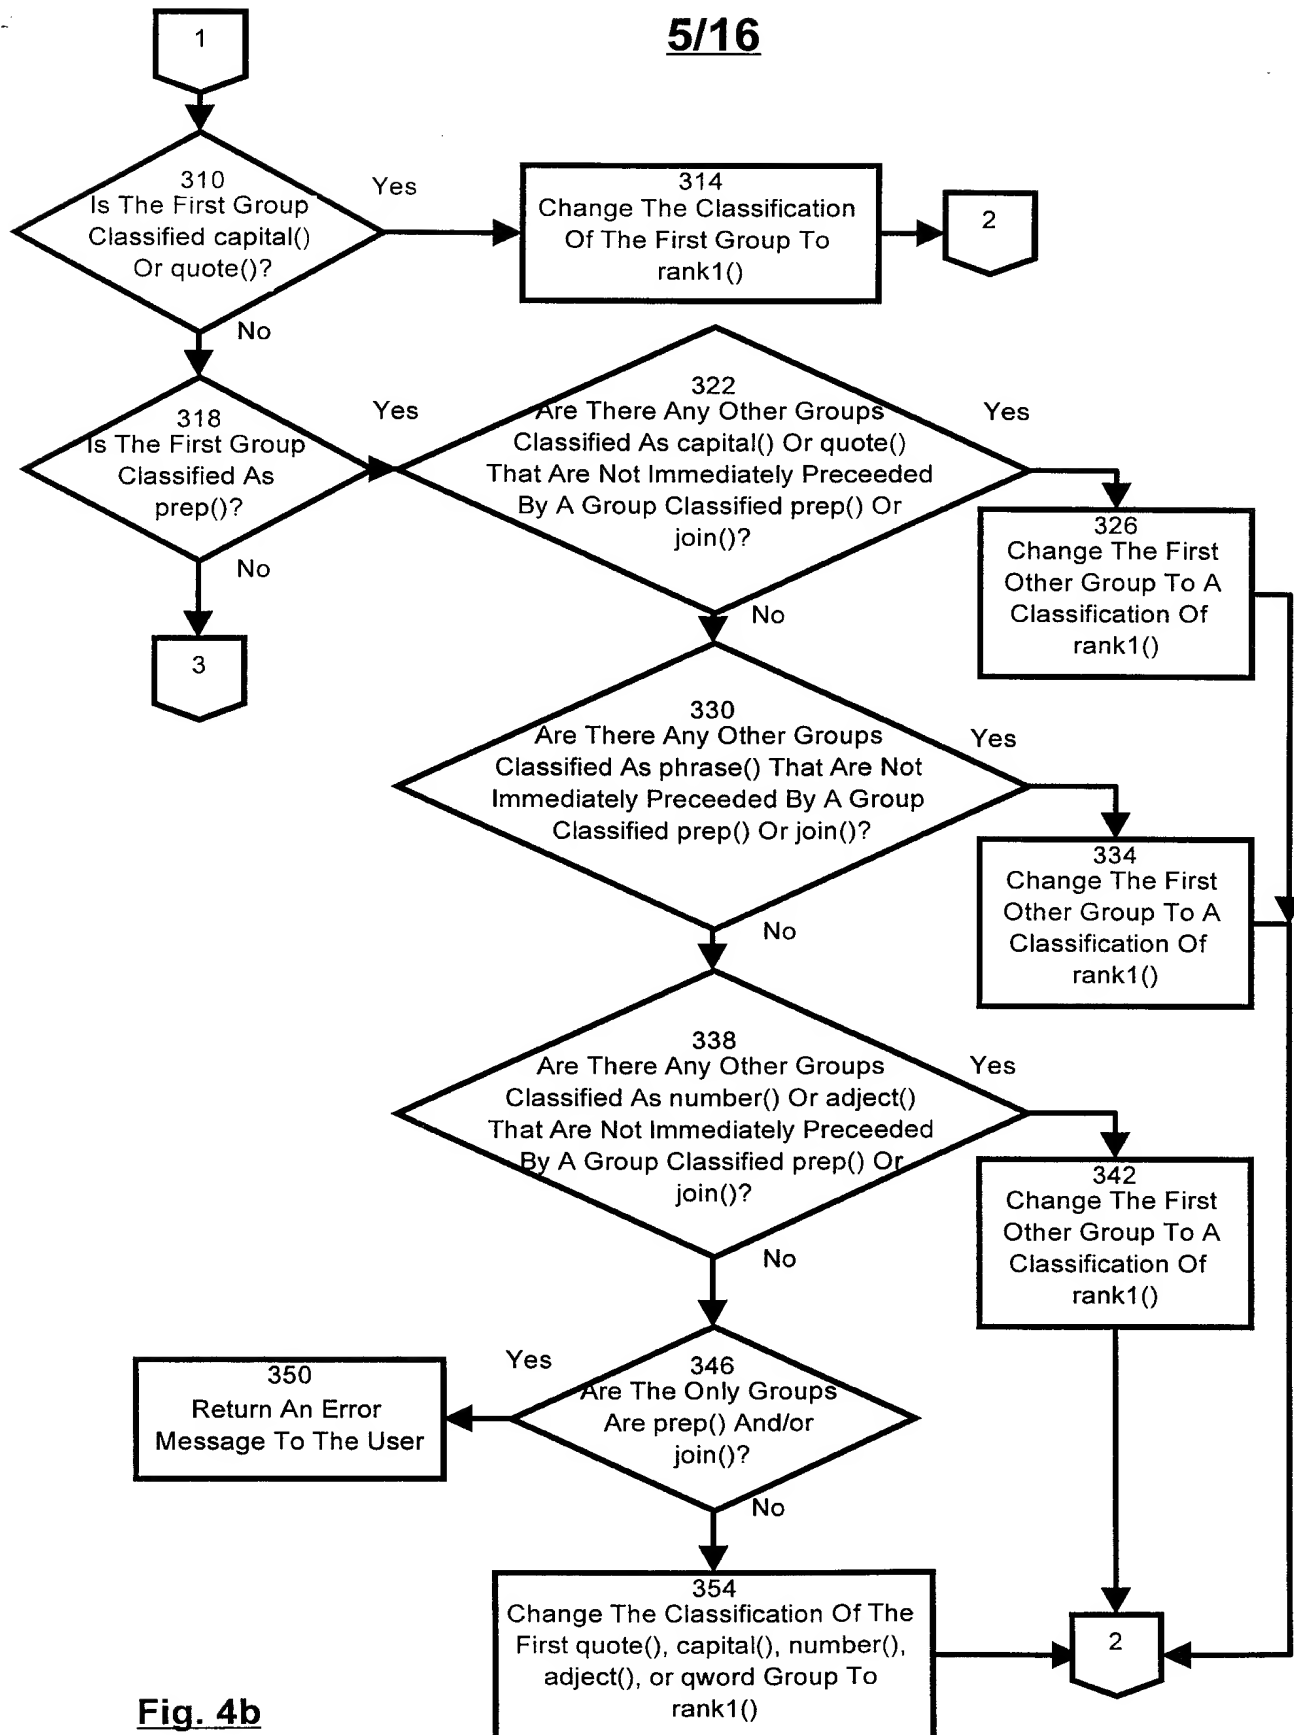 5/16
1
310
Is The First Group
Classified capital()
Or quote()?
Yes
314
Change The Classification
Of The First Group To
rank1()
2
No
318
Is The First Group
Classified As
prep()?
Yes
322
Are There Any Other Groups
Classified As capital() Or quote()
That Are Not Immediately Preceeded
By A Group Classified prep() Or
join()?
Yes
326
Change The First
Other Group To A
Classification Of
rank1()
No
3
No
330
Are There Any Other Groups
Classified As phrase() That Are Not
Immediately Preceeded By A Group
Classified prep() Or join()?
Yes
334
Change The First
Other Group To A
Classification Of
rank1()
No
338
Are There Any Other Groups
Classified As number() Or adject()
That Are Not Immediately Preceeded
By A Group Classified prep() Or
join()?
Yes
342
Change The First
Other Group To A
Classification Of
rank1()
No
346
Are The Only Groups
Are prep() And/or
join()?
Yes
350
Return An Error
Message To The User
No
354
Change The Classification Of The
First quote(), capital(), number(),
adject(), or qword Group To
rank1()
2
Fig. 4b